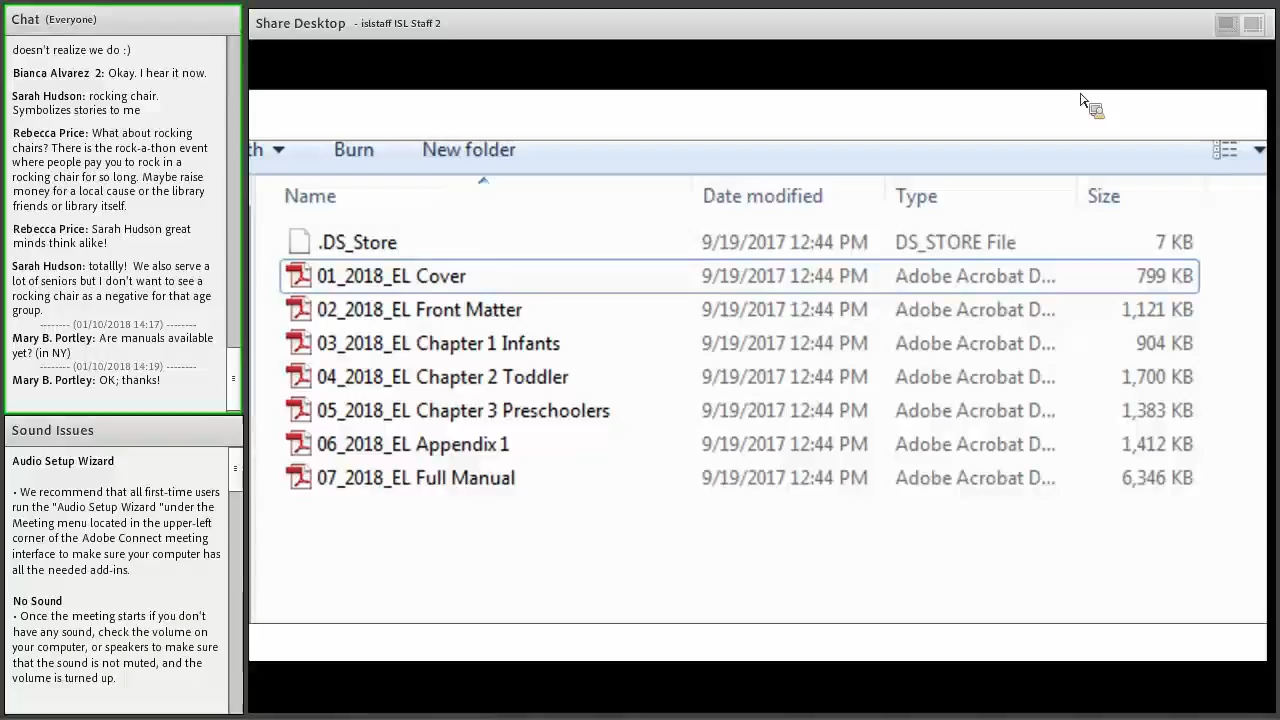 Chat (Everyone)
doesn't realize we do :)
Bianca Alvarez 2: Okay. I hear it now.
Sarah Hudson: rocking chair.
Symbolizes stories to me
Rebecca Price: What about rocking
chairs? There is the rock-a-thon event
where people pay you to rock in a
rocking chair for so long. Maybe raise
money for a local cause or the library
friends or library itself.
Rebecca Price: Sarah Hudson great
minds think alike!
Sarah Hudson: totallly! We also serve a
lot of seniors but I don't want to see a
rocking chair as a negative for that age
group.
-------- (01/10/2018 14:17) --------
Mary B. Portley: Are manuals available
yet? (in NY)
-------- (01/10/2018 14:19) --------
Mary B. Portley: OK; thanks!
Sound Issues
Audio Setup Wizard
• We recommend that all first-time users
run the "Audio Setup Wizard "under the
Meeting menu located in the upper-left
corner of the Adobe Connect meeting
interface to make sure your computer has
all the needed add-ins.
No Sound
• Once the meeting starts if you don't
have any sound, check the volume on
your computer, or speakers to make sure
that the sound is not muted, and the
volume is turned up.
Share Desktop - islstaff ISL Staff 2
th Burn New folder
Name Date modified Type Size
.DS_Store 9/19/2017 12:44 PM DS_STORE File 7 KB
01_2018_EL Cover 9/19/2017 12:44 PM Adobe Acrobat D... 799 KB
02_2018_EL Front Matter 9/19/2017 12:44 PM Adobe Acrobat D... 1,121 KB
03_2018_EL Chapter 1 Infants 9/19/2017 12:44 PM Adobe Acrobat D... 904 KB
04_2018_EL Chapter 2 Toddler 9/19/2017 12:44 PM Adobe Acrobat D... 1,700 KB
05_2018_EL Chapter 3 Preschoolers 9/19/2017 12:44 PM Adobe Acrobat D... 1,383 KB
06_2018_EL Appendix 1 9/19/2017 12:44 PM Adobe Acrobat D... 1,412 KB
07_2018_EL Full Manual 9/19/2017 12:44 PM Adobe Acrobat D... 6,346 KB